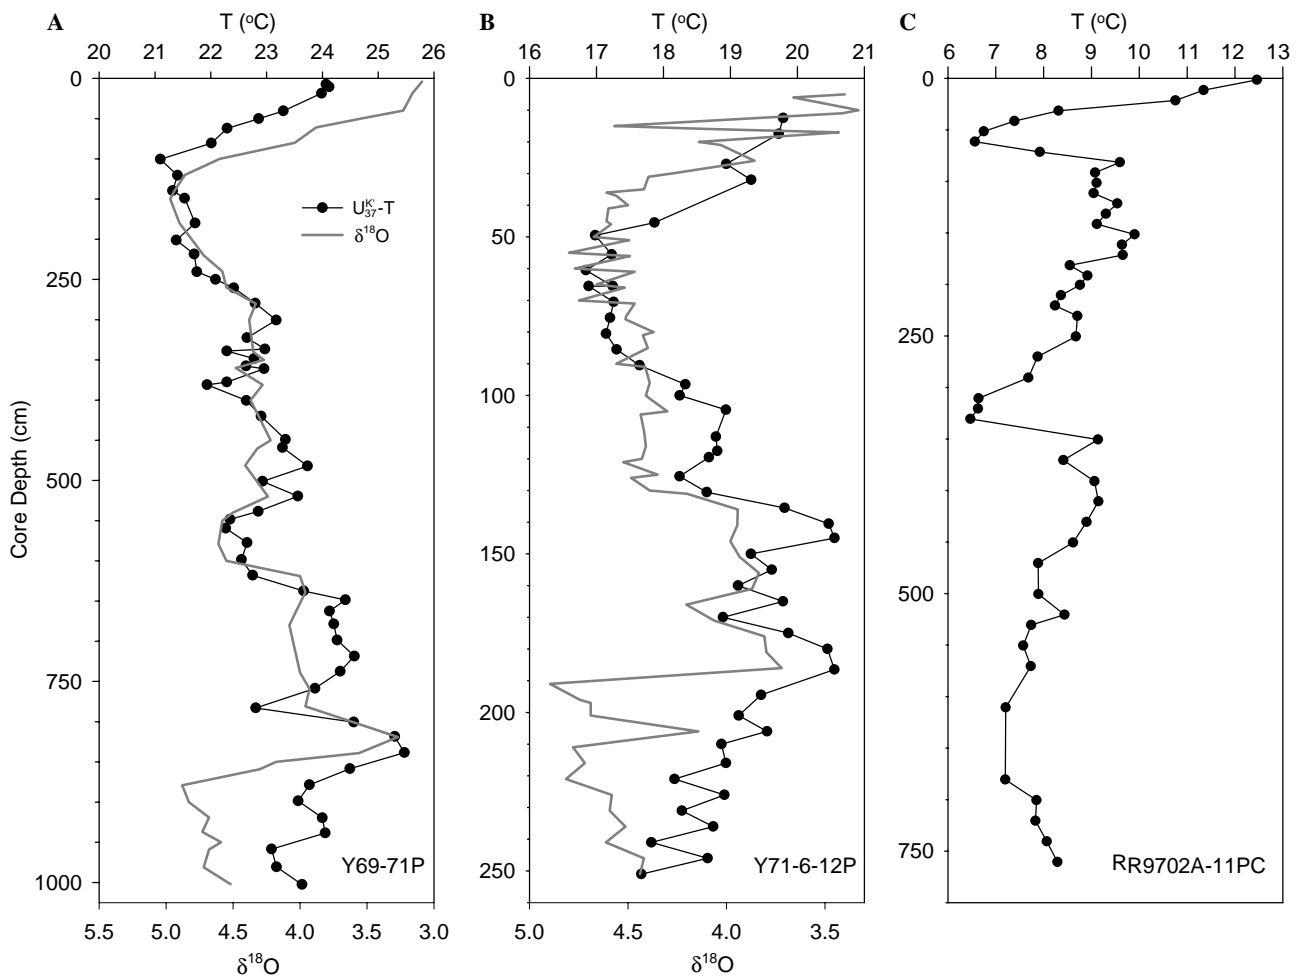 A
T (°C)
20 21 22 23 24 25 26
0
250
500
750
1000
Core Depth (cm)
U37K'-T
δ18O
Y69-71P
5.5 5.0 4.5 4.0 3.5 3.0
δ18O
B
T (°C)
16 17 18 19 20 21
0
50
100
150
200
250
Y71-6-12P
5.0 4.5 4.0 3.5
δ18O
C
T (°C)
6 7 8 9 10 11 12 13
0
250
500
750
RR9702A-11PC